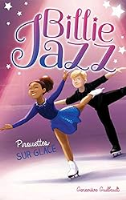 Billie
Jazz
Pirouettes
SUR GLACE
Geneviève Guilbault